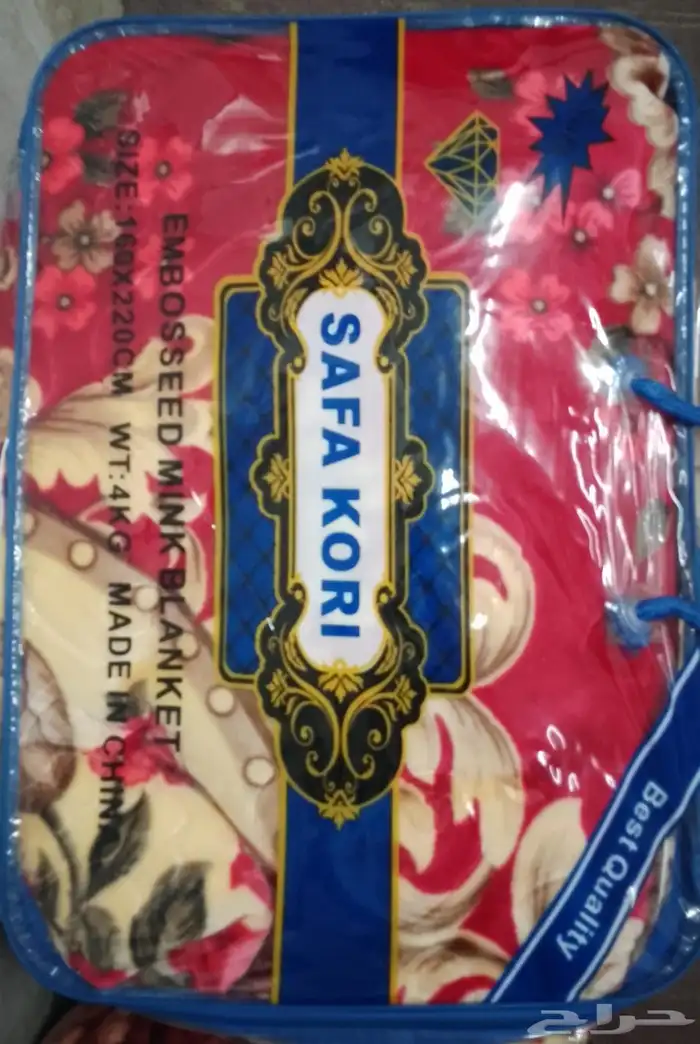 SAFA KORI
Best Quality
EMBOSSEED MINK BLANKET
SIZE:160X220CM WT:4KG MADE IN CHINA
حراج